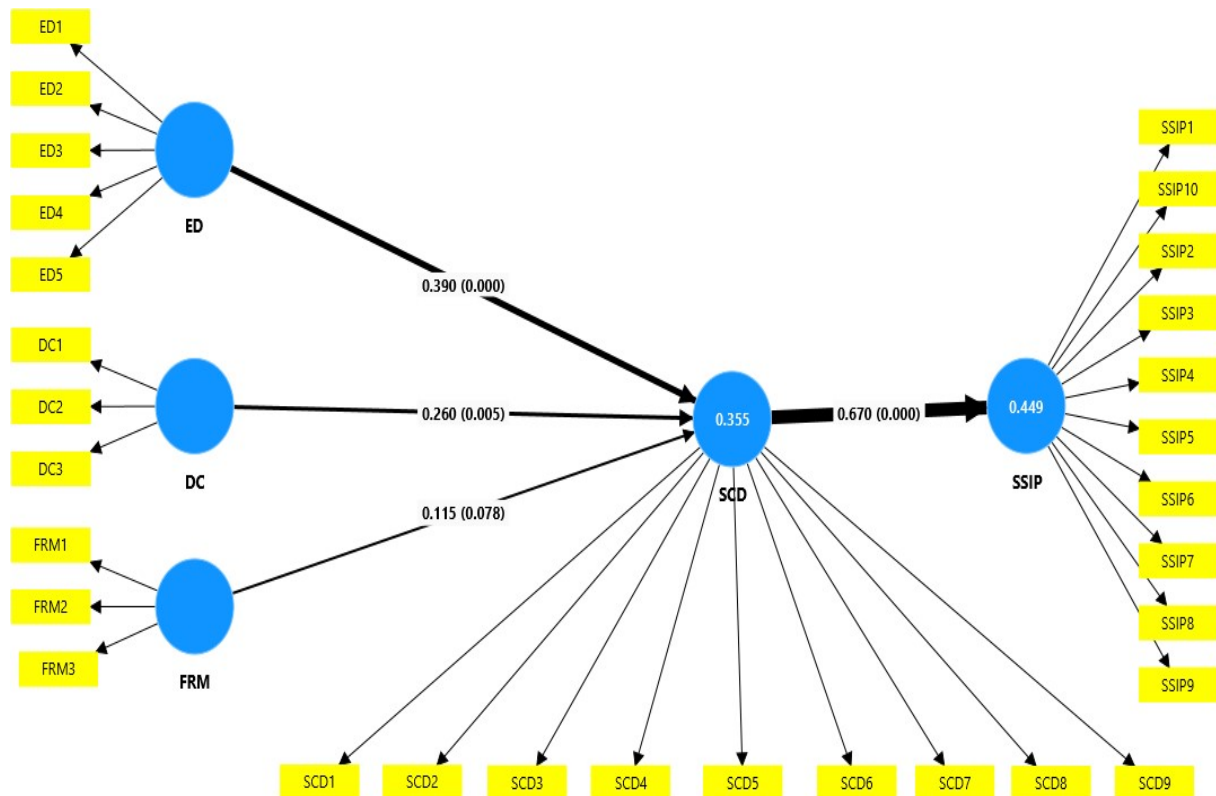 ED1
ED2
ED3
ED4
ED5
ED
DC1
DC2
DC3
DC
FRM1
FRM2
FRM3
FRM
0.390 (0.000)
0.260 (0.005)
0.115 (0.078)
0.355
SCD
0.670 (0.000)
0.449
SSIP
SSIP1
SSIP10
SSIP2
SSIP3
SSIP4
SSIP5
SSIP6
SSIP7
SSIP8
SSIP9
SCD1
SCD2
SCD3
SCD4
SCD5
SCD6
SCD7
SCD8
SCD9